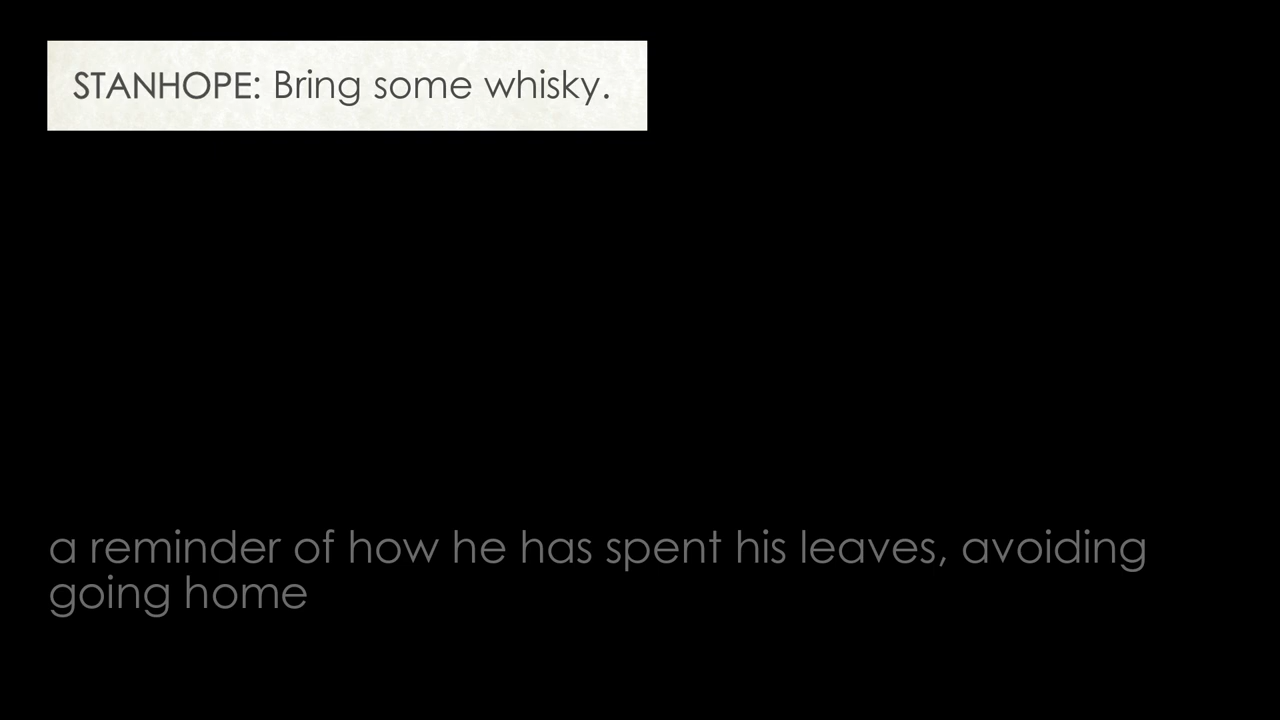 STANHOPE: Bring some whisky.
a reminder of how he has spent his leaves, avoiding
going home